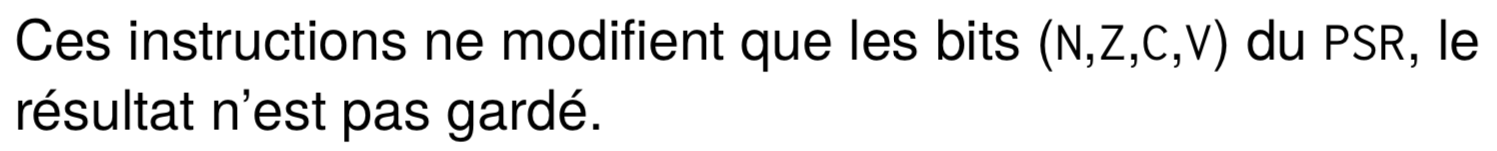 Ces instructions ne modifient que les bits (N,Z,C,V) du PSR, le
résultat n'est pas gardé.